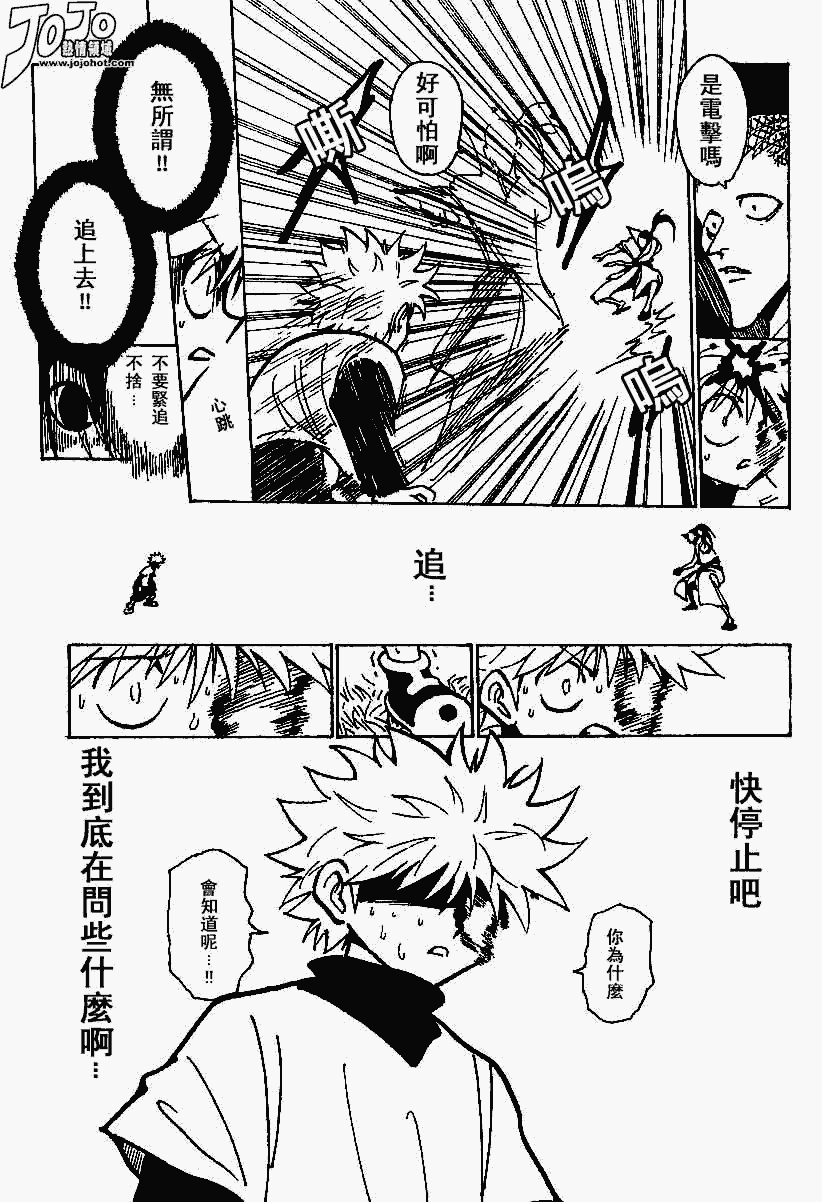 JOJO
熱情領域
www.jojohot.com
是電擊嗎
好可怕啊
嗚
嘶
嗚
無所謂!!
追上去!!
心跳
不要緊追
不捨…
追…
快停止吧
你為什麼
會知道呢…!!
我到底在問些什麼啊…